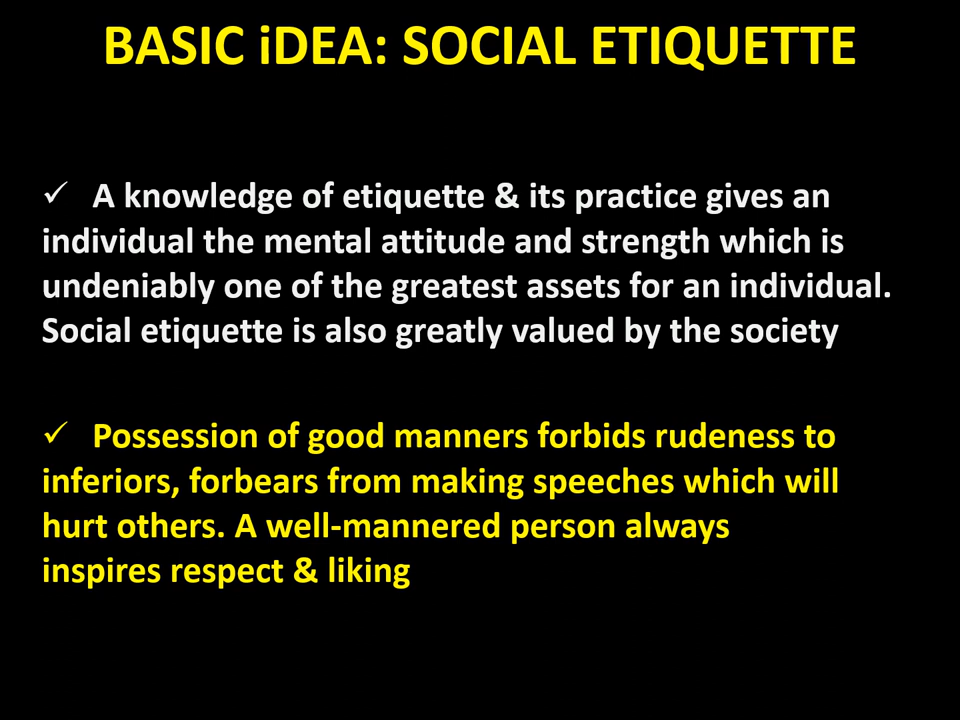 BASIC iDEA: SOCIAL ETIQUETTE
✓ A knowledge of etiquette & its practice gives an
individual the mental attitude and strength which is
undeniably one of the greatest assets for an individual.
Social etiquette is also greatly valued by the society
✓ Possession of good manners forbids rudeness to
inferiors, forbears from making speeches which will
hurt others. A well-mannered person always
inspires respect & liking